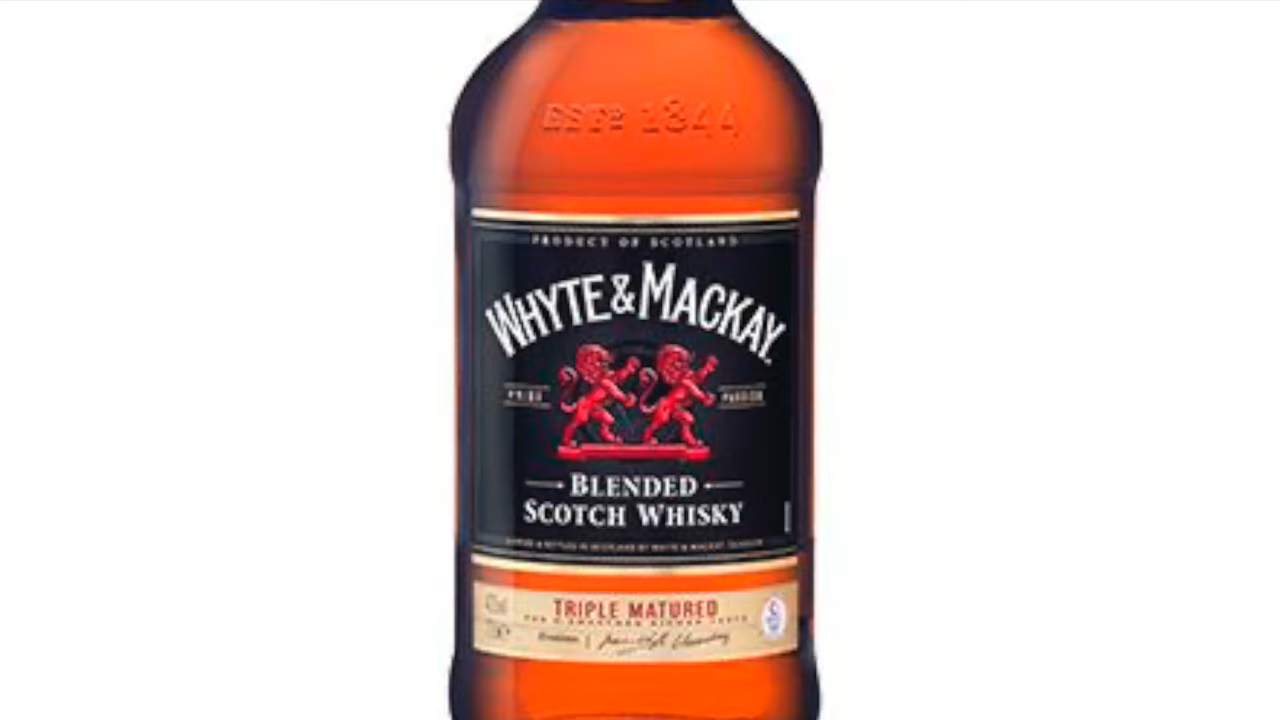 ESTD 1844
PRODUCT OF SCOTLAND
WHYTE & MACKAY
BLENDED
SCOTCH WHISKY
TRIPLE MATURED